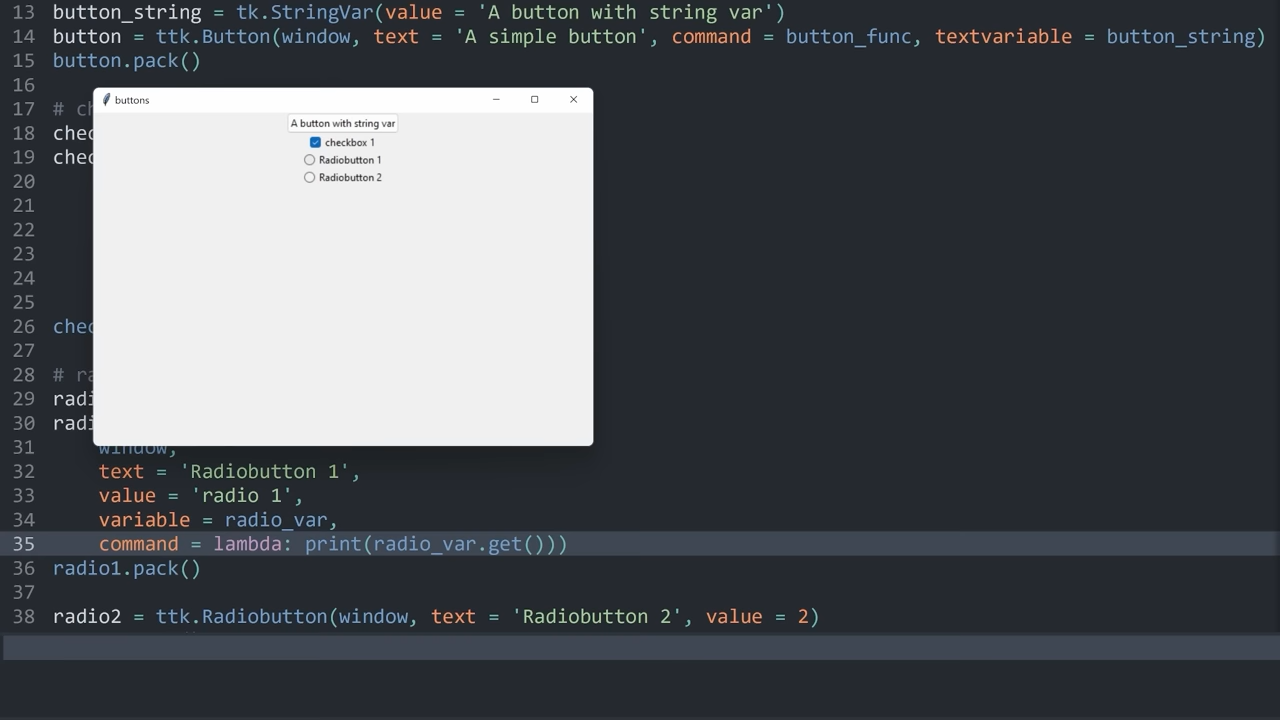 13 button_string = tk.StringVar(value = 'A button with string var')
14 button = ttk.Button(window, text = 'A simple button', command = button_func, textvariable = button_string)
15 button.pack()
16
buttons
17 # ch
A button with string var
18 chec
checkbox 1
19 chec
Radiobutton 1
20
Radiobutton 2
21
22
23
24
25
26 chec
27
28 # ra
29 radi
30 radi
31 window,
32 text = 'Radiobutton 1',
33 value = 'radio 1',
34 variable = radio_var,
35 command = lambda: print(radio_var.get()))
36 radio1.pack()
37
38 radio2 = ttk.Radiobutton(window, text = 'Radiobutton 2', value = 2)